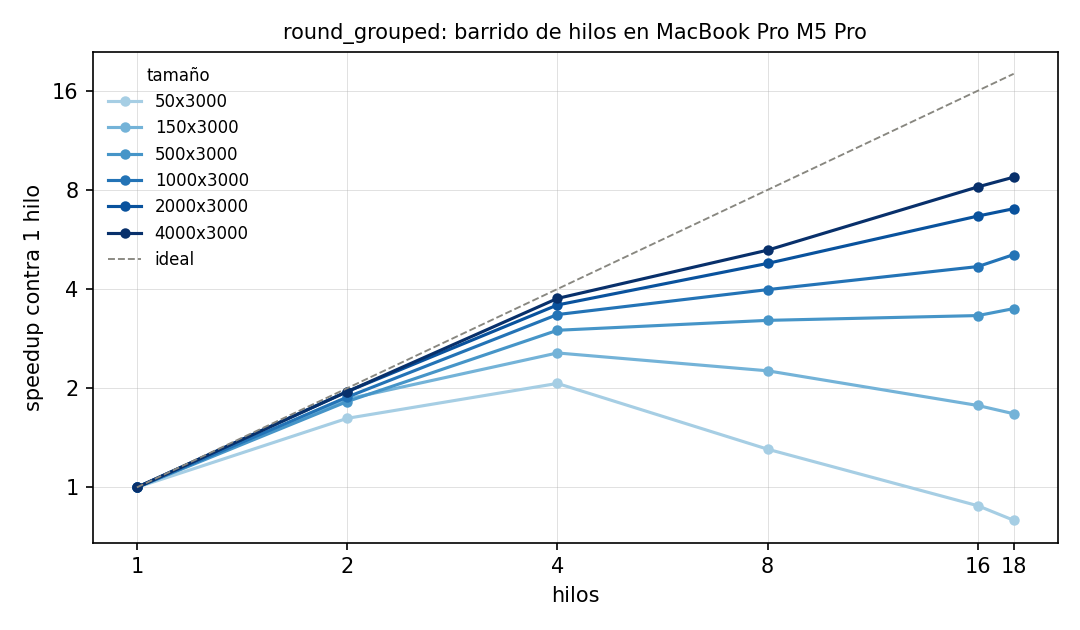 round_grouped: barrido de hilos en MacBook Pro M5 Pro
tamaño
50x3000
150x3000
500x3000
1000x3000
2000x3000
4000x3000
ideal
speedup contra 1 hilo
16
8
4
2
1
1 2 4 8 16 18
hilos